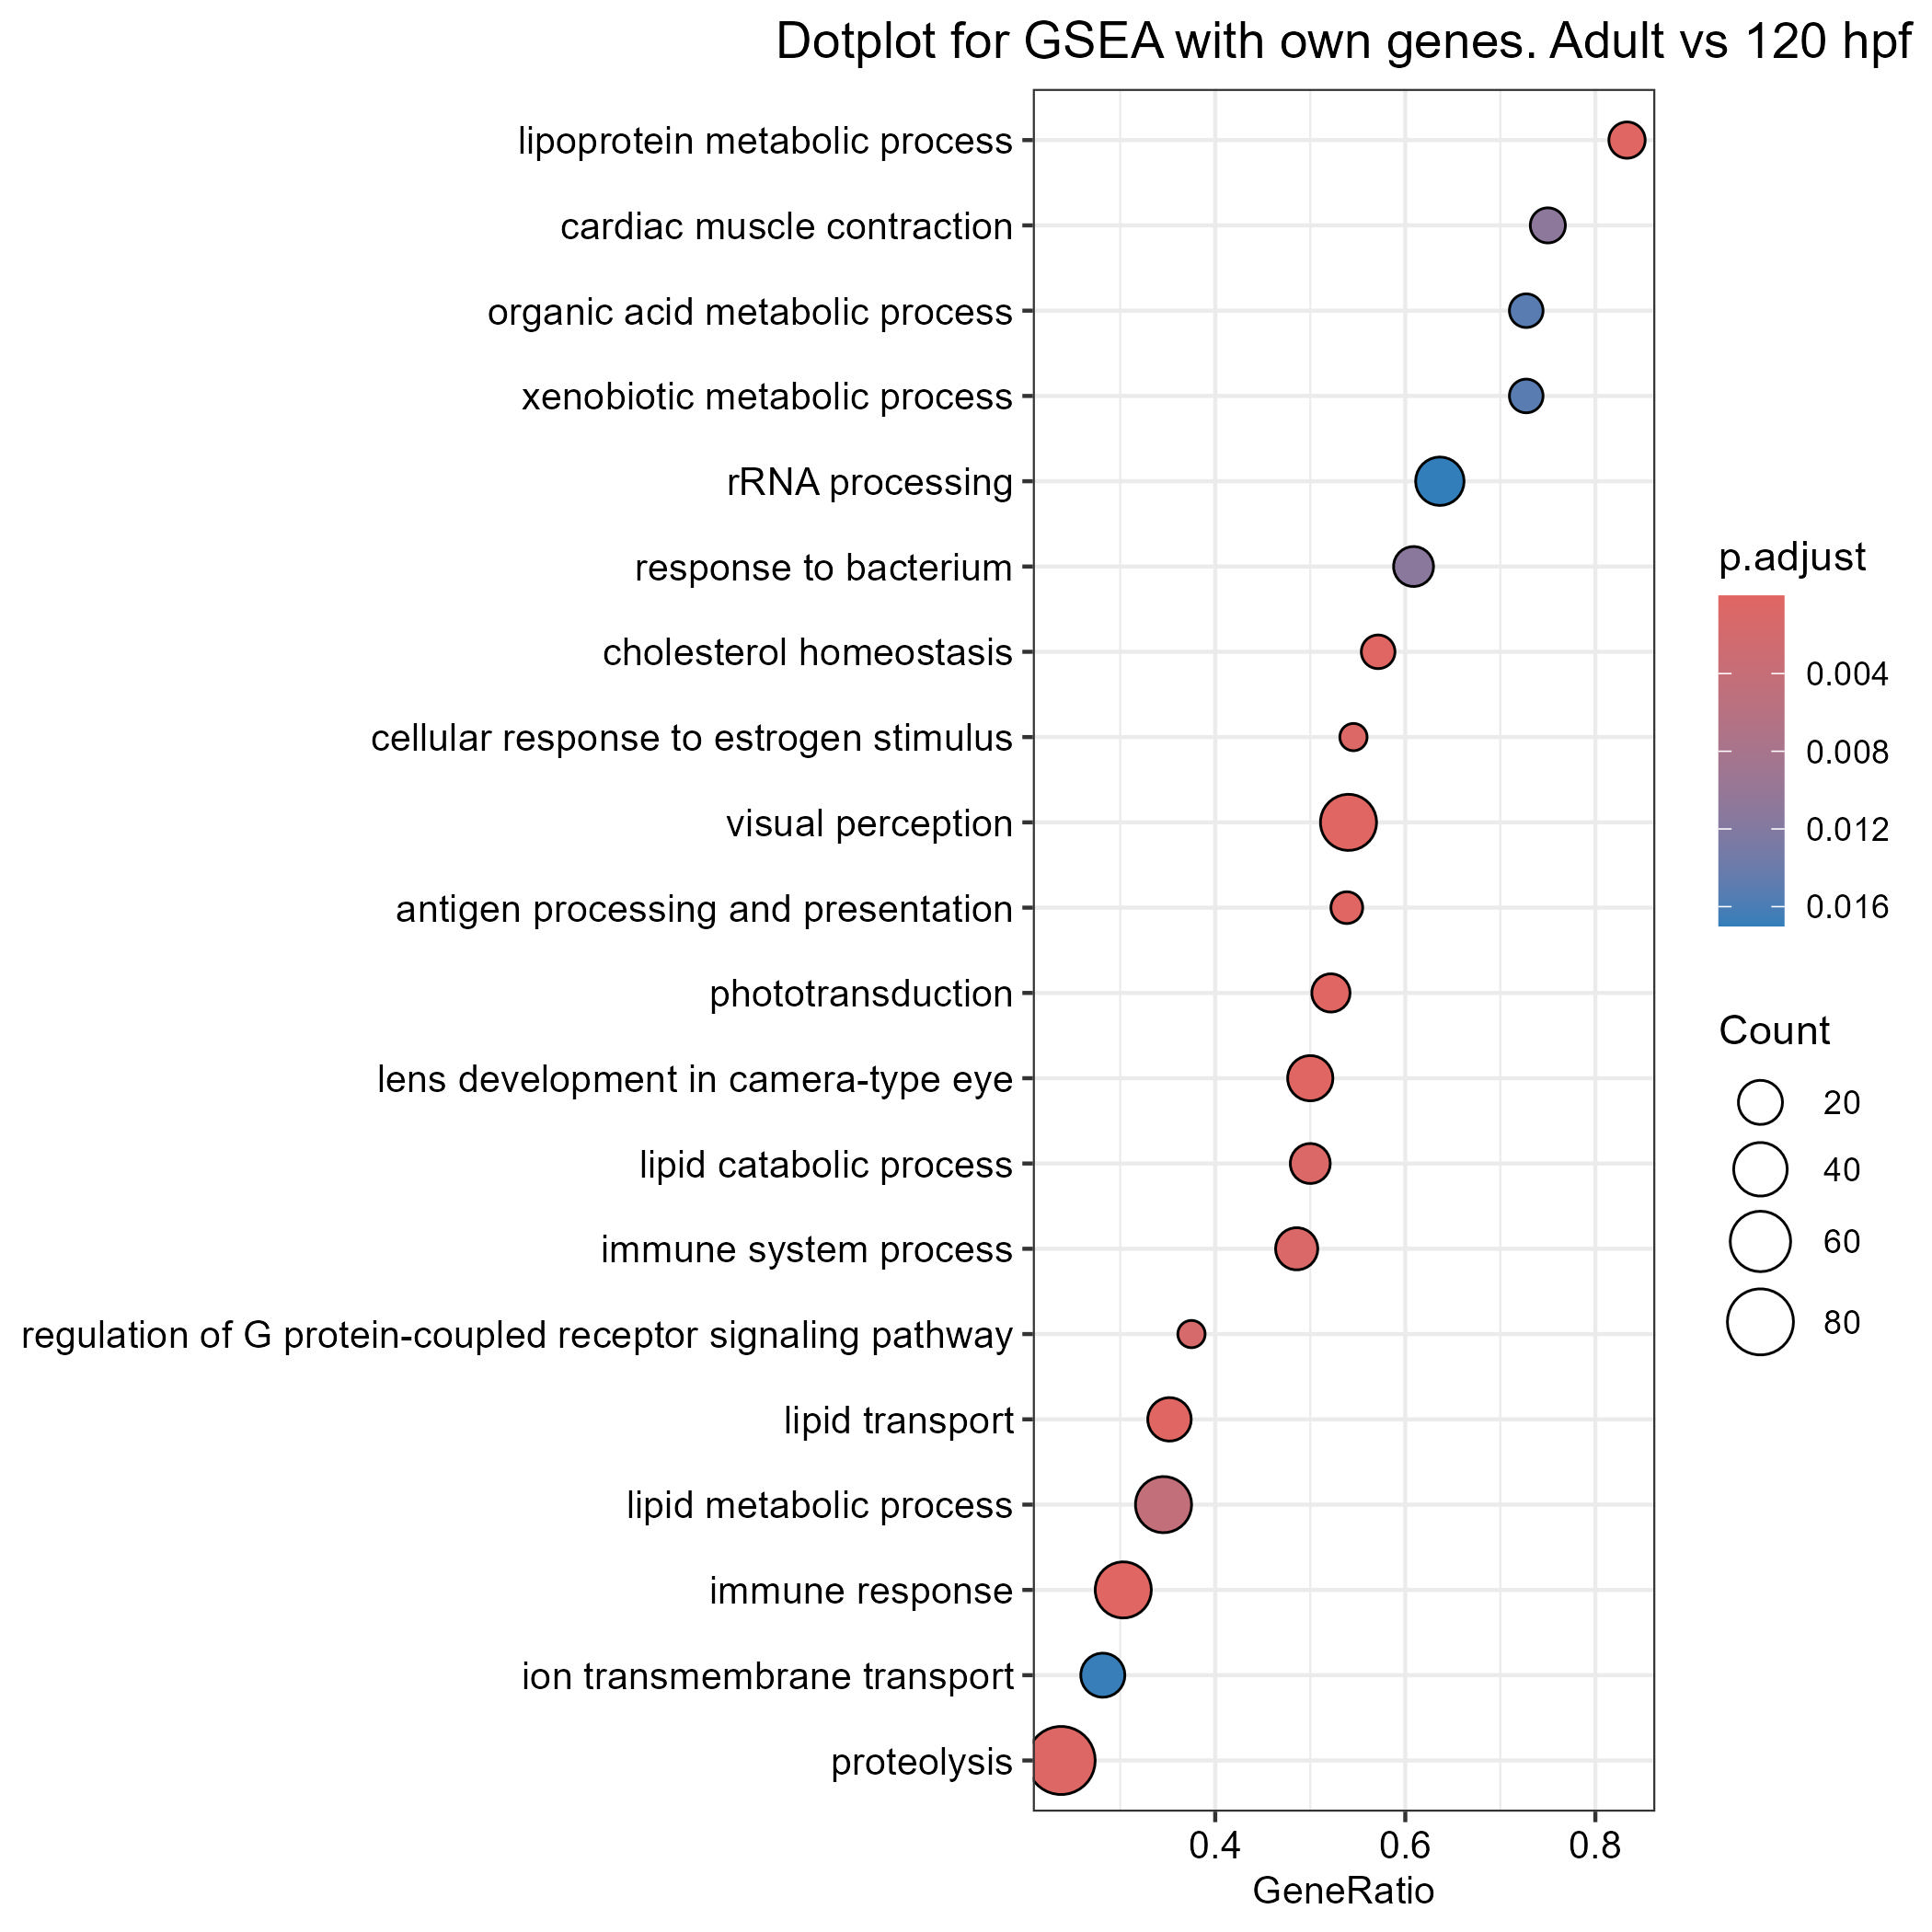 Dotplot for GSEA with own genes. Adult vs 120 hpf
lipoprotein metabolic process
cardiac muscle contraction
organic acid metabolic process
xenobiotic metabolic process
rRNA processing
response to bacterium
cholesterol homeostasis
cellular response to estrogen stimulus
visual perception
antigen processing and presentation
phototransduction
lens development in camera-type eye
lipid catabolic process
immune system process
regulation of G protein-coupled receptor signaling pathway
lipid transport
lipid metabolic process
immune response
ion transmembrane transport
proteolysis
0.4 0.6 0.8
GeneRatio
p.adjust
0.004
0.008
0.012
0.016
Count
20
40
60
80